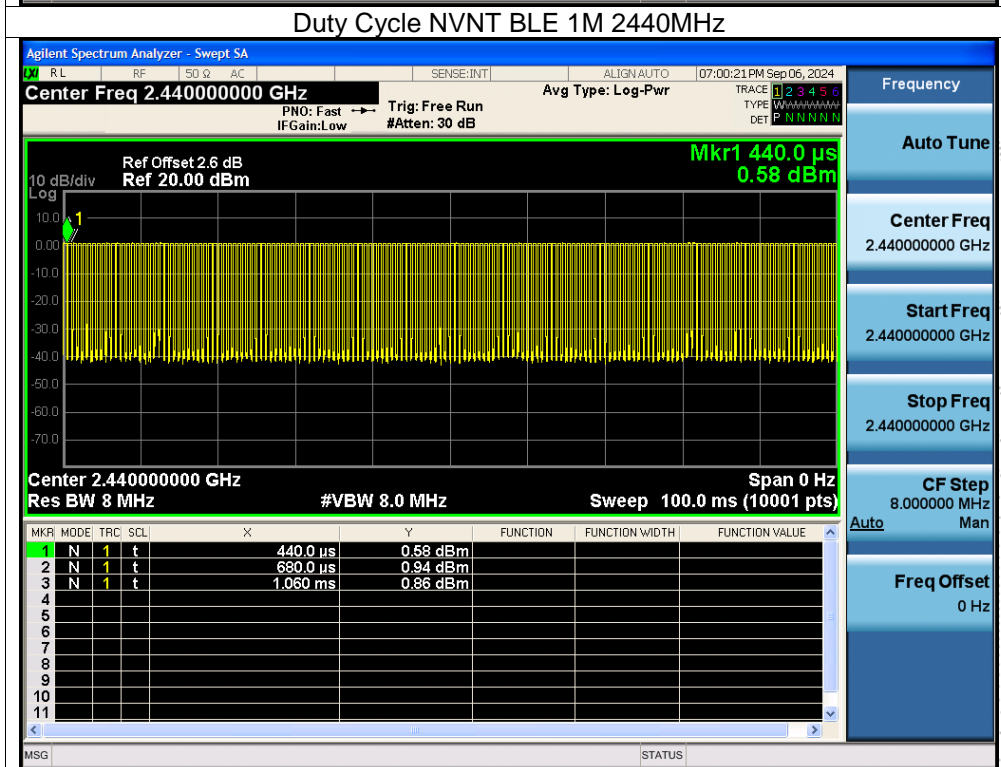 Duty Cycle NVNT BLE 1M 2440MHz
Agilent Spectrum Analyzer - Swept SA
LXI RL RF 50 Ω AC SENSE:INT ALIGN AUTO 07:00:21 PM Sep 06, 2024
Center Freq 2.440000000 GHz
PNO: Fast
IFGain:Low
Trig: Free Run
#Atten: 30 dB
Avg Type: Log-Pwr
TRACE 1 2 3 4 5 6
TYPE WWWWWW
DET P N N N N N
Mkr1 440.0 µs
0.58 dBm
Ref Offset 2.6 dB
10 dB/div Ref 20.00 dBm
Log
10.0
1
0.00
-10.0
-20.0
-30.0
-40.0
-50.0
-60.0
-70.0
Center 2.440000000 GHz Span 0 Hz
Res BW 8 MHz #VBW 8.0 MHz Sweep 100.0 ms (10001 pts)
MKR MODE TRC SCL X Y FUNCTION FUNCTION WIDTH FUNCTION VALUE
1 N 1 t 440.0 µs 0.58 dBm
2 N 1 t 680.0 µs 0.94 dBm
3 N 1 t 1.060 ms 0.86 dBm
4
5
6
7
8
9
10
11
MSG STATUS
Frequency
Auto Tune
Center Freq
2.440000000 GHz
Start Freq
2.440000000 GHz
Stop Freq
2.440000000 GHz
CF Step
8.000000 MHz
Auto Man
Freq Offset
0 Hz